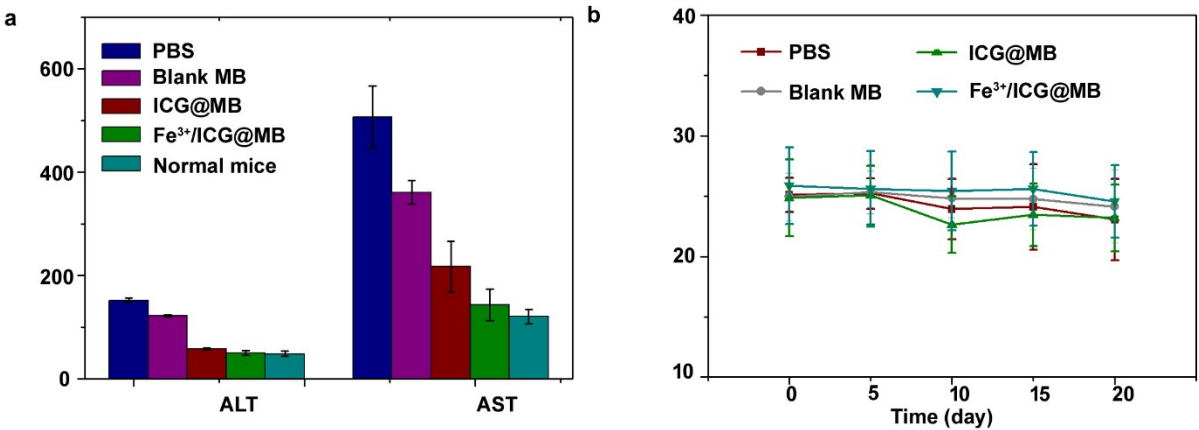 a
600
400
200
0
PBS
Blank MB
ICG@MB
Fe³⁺/ICG@MB
Normal mice
ALT AST
b
40
30
20
10
PBS ICG@MB
Blank MB Fe³⁺/ICG@MB
0 5 10 15 20
Time (day)